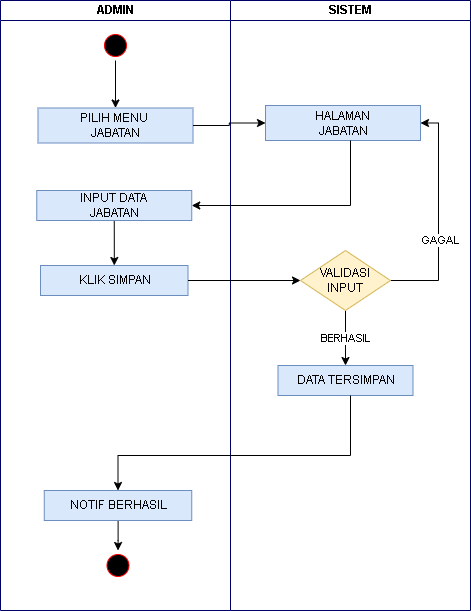 ADMIN
SISTEM
PILIH MENU
JABATAN
HALAMAN
JABATAN
INPUT DATA
JABATAN
GAGAL
KLIK SIMPAN
VALIDASI
INPUT
BERHASIL
DATA TERSIMPAN
NOTIF BERHASIL